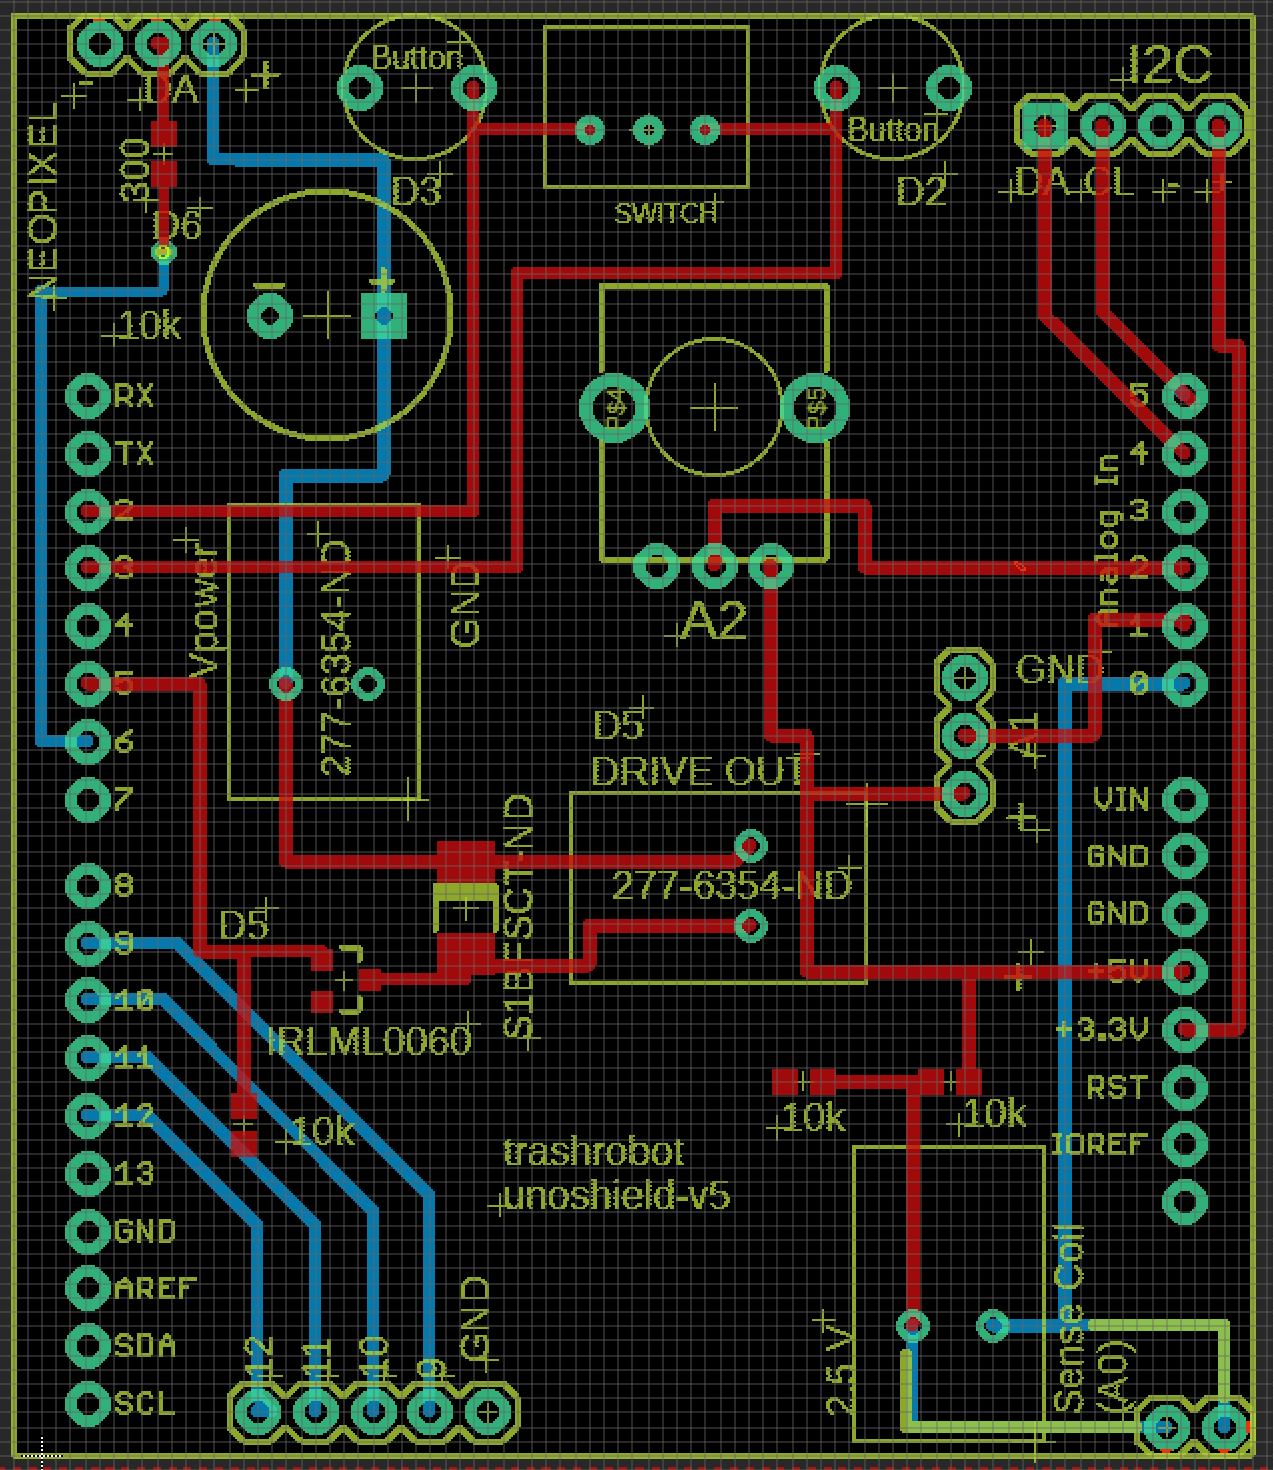 Button
I2C
-
DA
+
Button
NEOPIXEL
300
D3
D2
DA
CL
-
+
SWITCH
D6
-
+
10k
RX
5
P$4
P$5
TX
4
Analog In
2
3
3
2
Vpower
277-6354-ND
GND
4
A2
1
5
GND
0
6
D5
A1
7
DRIVE OUT
VIN
+
GND
8
277-6354-ND
S1BFSCT-ND
D5
GND
9
+
+5V
10
IRLML0060
+3.3V
11
RST
12
10k
10k
10k
IOREF
13
trashrobot
unoshield-v5
GND
AREF
GND
Sense Coil
(A0)
SDA
2.5 V
SCL
12
11
10
9